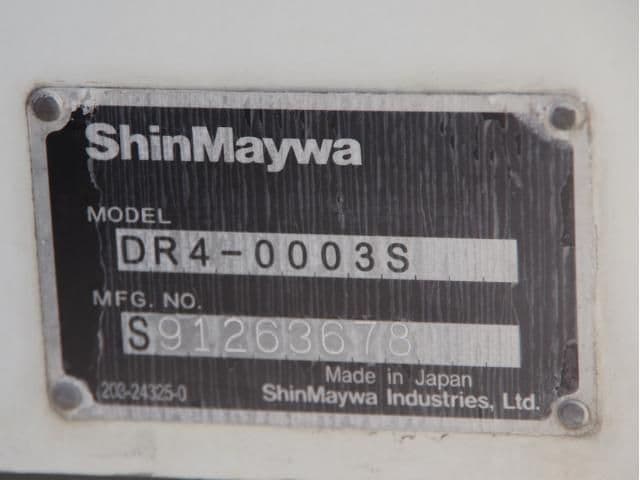 ShinMaywa
MODEL
DR4-0003S
MFG. NO.
S91263678
Made in Japan
203-24325-0
ShinMaywa Industries, Ltd.